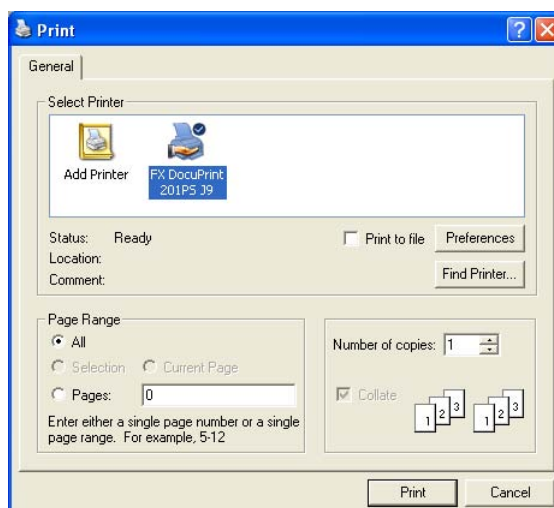 Print
General
Select Printer
Add Printer
FX DocuPrint
201PS J9
Status: Ready
Location:
Comment:
Print to file
Preferences
Find Printer...
Page Range
All
Selection
Current Page
Pages: 0
Enter either a single page number or a single
page range. For example, 5-12
Number of copies: 1
Collate
1 2 3 1 2 3
Print
Cancel